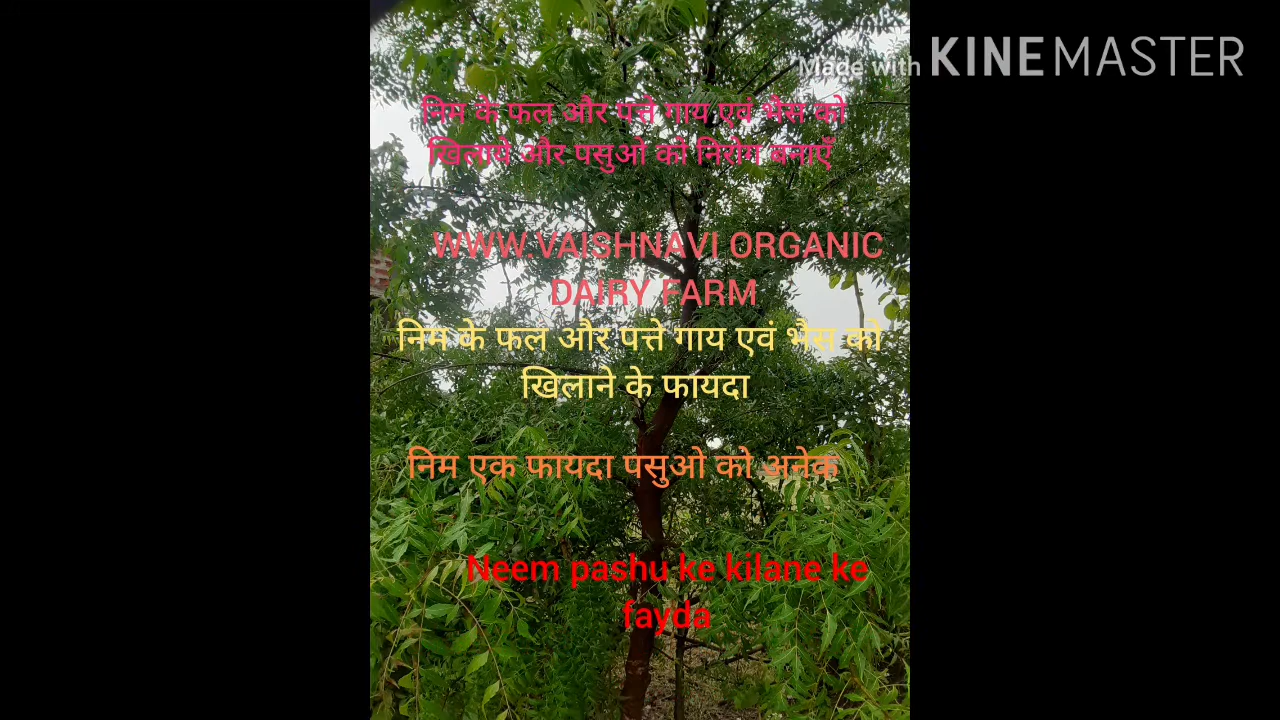 Made with KINEMASTER
निम के फल और पत्ते गाय एवं भैस को
खिलाये और पसुओ को निरोग बनाएँ
WWW.VAISHNAVI ORGANIC
DAIRY FARM
निम के फल और पत्ते गाय एवं भैस को
खिलाने के फायदा
निम एक फायदा पसुओ को अनेक
Neem pashu ke kilane ke
fayda